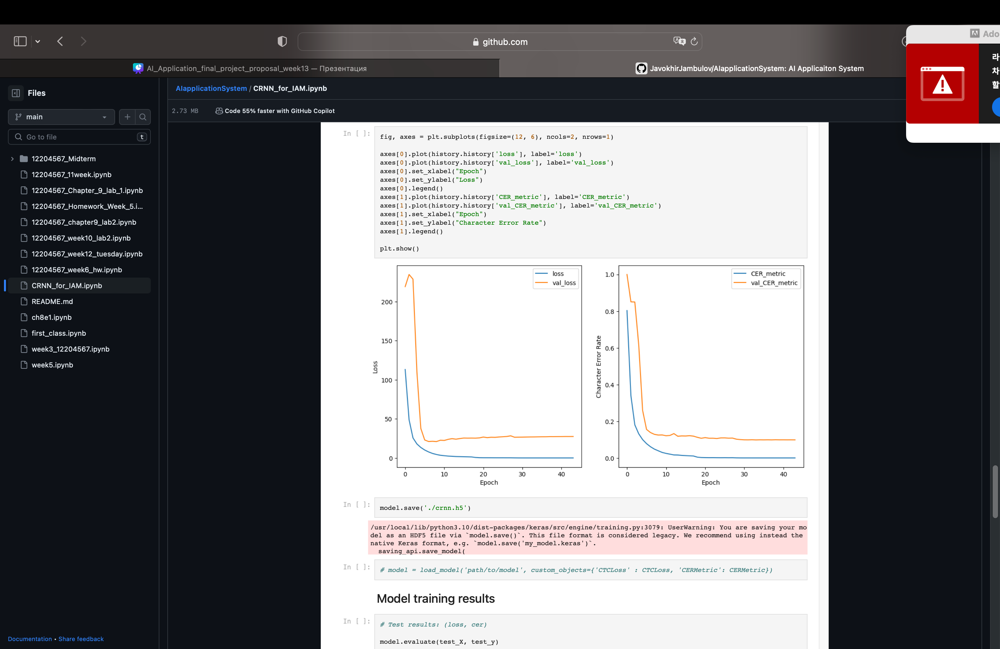 github.com
Ado
AI_Application_final_project_proposal_week13 — Презентация
JavokhirJambulov/AIapplicationSystem: AI Applicaiton System
라
차
할
Files
main
Go to file
t
12204567_Midterm
12204567_11week.ipynb
12204567_Chapter_9_lab_1.ipynb
12204567_Homework_Week_5.i...
12204567_chapter9_lab2.ipynb
12204567_week10_lab2.ipynb
12204567_week12_tuesday.ipynb
12204567_week6_hw.ipynb
CRNN_for_IAM.ipynb
README.md
ch8e1.ipynb
first_class.ipynb
week3_12204567.ipynb
week5.ipynb
Documentation • Share feedback
AIapplicationSystem / CRNN_for_IAM.ipynb
2.73 MB Code 55% faster with GitHub Copilot
In [ ]:
fig, axes = plt.subplots(figsize=(12, 6), ncols=2, nrows=1)
axes[0].plot(history.history['loss'], label='loss')
axes[0].plot(history.history['val_loss'], label='val_loss')
axes[0].set_xlabel("Epoch")
axes[0].set_ylabel("Loss")
axes[0].legend()
axes[1].plot(history.history['CER_metric'], label='CER_metric')
axes[1].plot(history.history['val_CER_metric'], label='val_CER_metric')
axes[1].set_xlabel("Epoch")
axes[1].set_ylabel("Character Error Rate")
axes[1].legend()
plt.show()
loss
val_loss
200
150
100
50
0
Loss
0 10 20 30 40
Epoch
CER_metric
val_CER_metric
1.0
0.8
0.6
0.4
0.2
0.0
Character Error Rate
0 10 20 30 40
Epoch
In [ ]:
model.save('./crnn.h5')
/usr/local/lib/python3.10/dist-packages/keras/src/engine/training.py:3079: UserWarning: You are saving your mo
del as an HDF5 file via `model.save()`. This file format is considered legacy. We recommend using instead the
native Keras format, e.g. `model.save('my_model.keras')`.
saving_api.save_model(
In [ ]:
# model = load_model('path/to/model', custom_objects={'CTCLoss' : CTCLoss, 'CERMetric': CERMetric})
Model training results
In [ ]:
# Test results: (loss, cer)
model.evaluate(test_X, test_y)